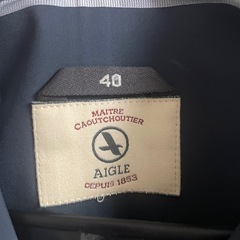 40
MAITRE
CAOUTCHOUTIER
AIGLE
DEPUIS 1853